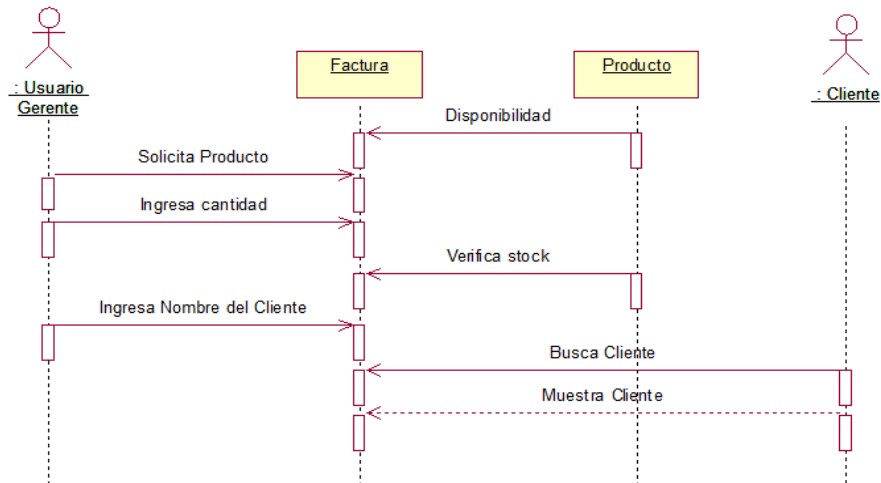 Factura
Producto
: Usuario
Gerente
: Cliente
Disponibilidad
Solicita Producto
Ingresa cantidad
Verifica stock
Ingresa Nombre del Cliente
Busca Cliente
Muestra Cliente